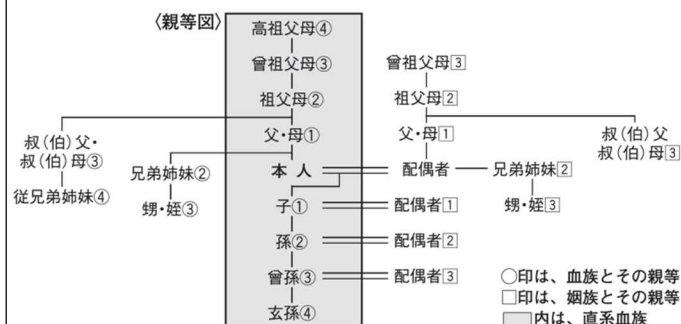 〈親等図〉
高祖父母④
曾祖父母③
曾祖父母3
祖父母②
祖父母2
父・母①
父・母1
叔(伯)父・
叔(伯)母③
叔(伯)父
叔(伯)母3
兄弟姉妹②
本人
配偶者
兄弟姉妹2
従兄弟姉妹④
甥・姪③
子①
配偶者1
甥・姪3
孫②
配偶者2
曾孫③
配偶者3
玄孫④
○印は、血族とその親等
□印は、姻族とその親等
内は、直系血族